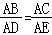 AB/AD = AC/AE